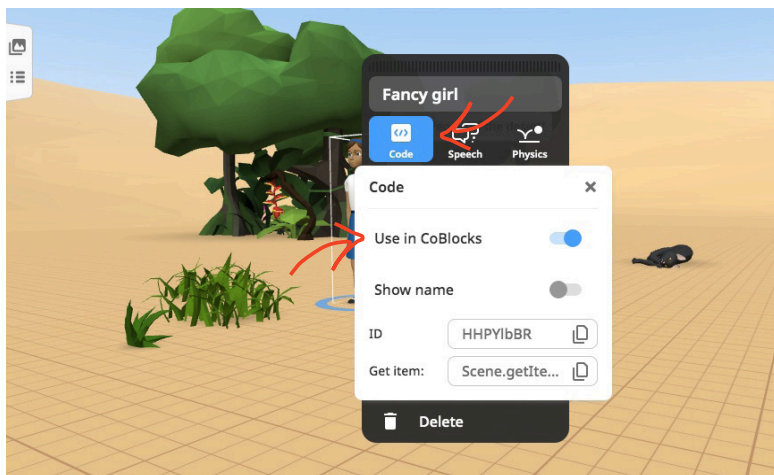 Fancy girl
Code
Speech
Physics
Code
Use in CoBlocks
Show name
ID
HHPYlbBR
Get item:
Scene.getIte...
Delete